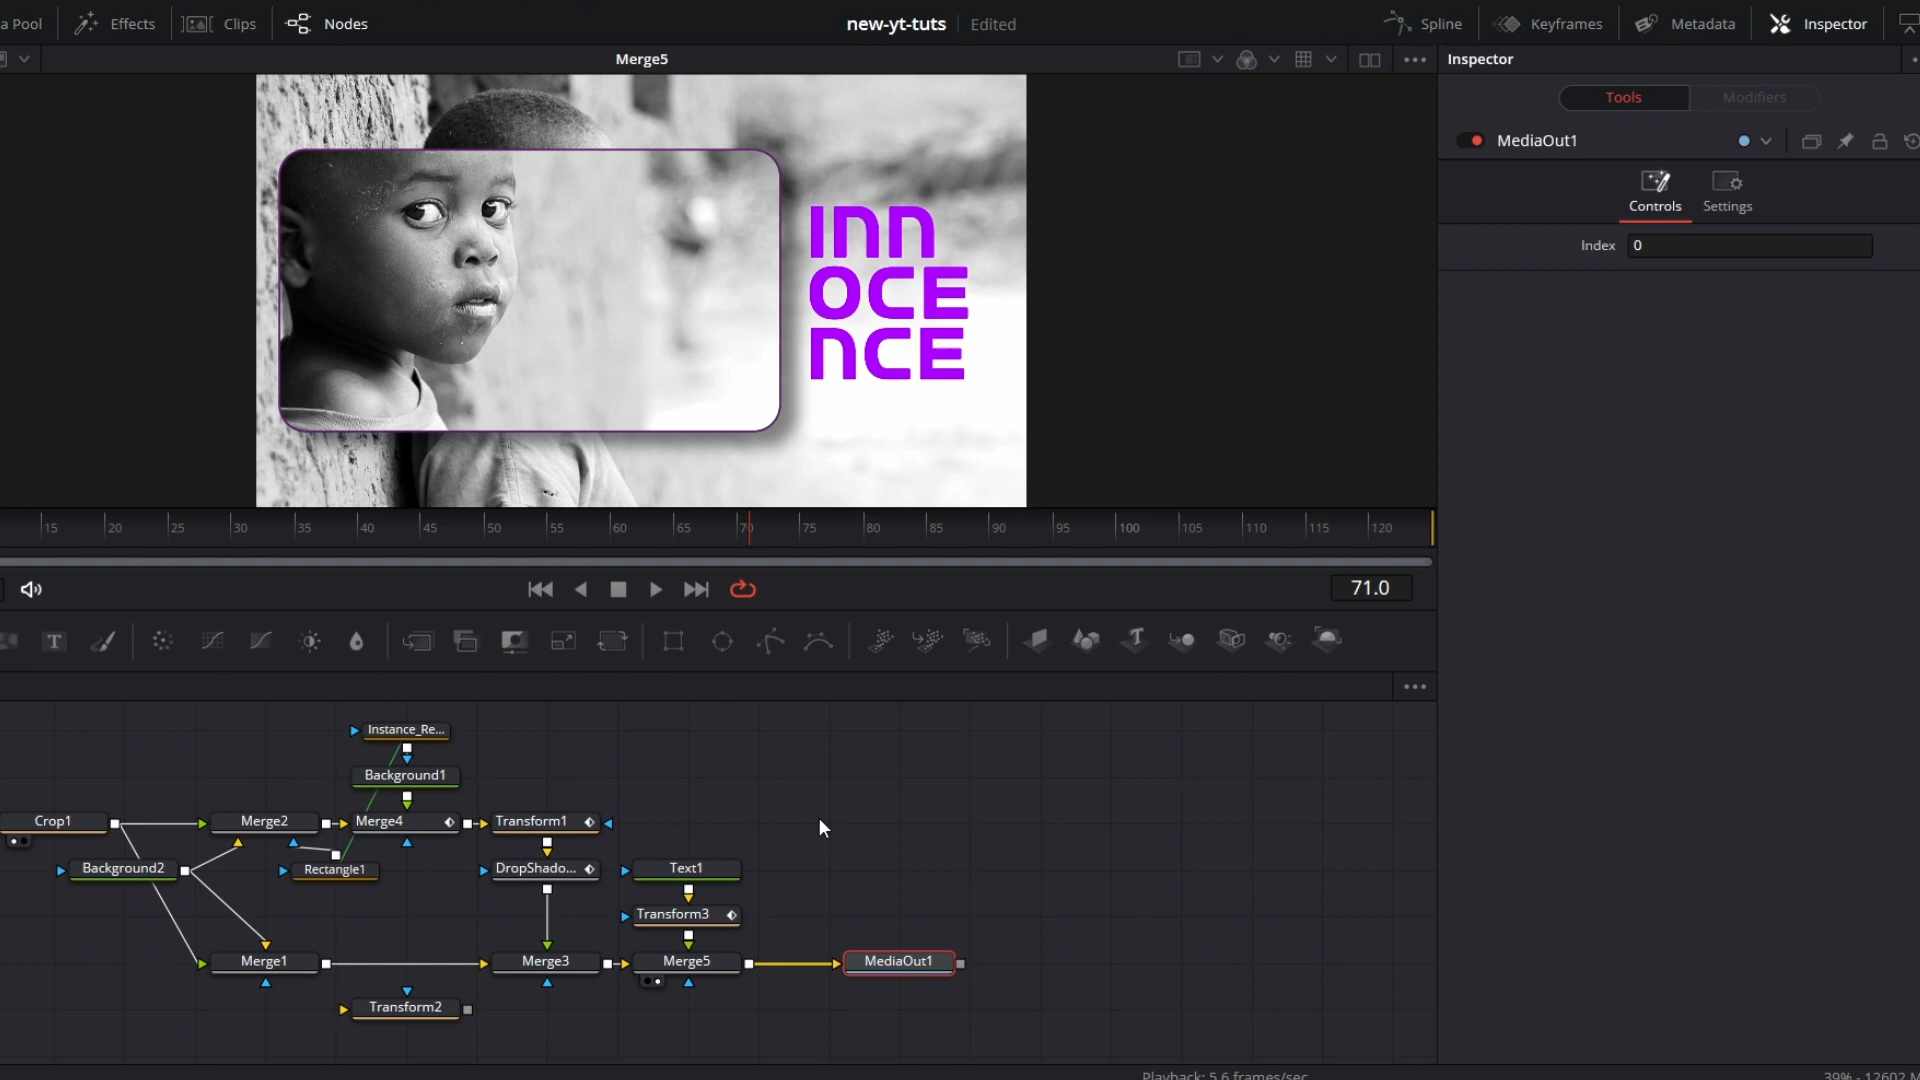 a Pool
Effects
Clips
Nodes
new-yt-tuts
Edited
Spline
Keyframes
Metadata
Inspector
Merge5
Inspector
Tools
Modifiers
MediaOut1
Controls
Settings
Index
0
INN
OCE
NCE
15 20 25 30 35 40 45 50 55 60 65 70 75 80 85 90 95 100 105 110 115 120
71.0
Instance_Re...
Background1
Crop1
Merge2
Merge4
Transform1
Background2
Rectangle1
DropShado...
Text1
Transform3
Merge1
Merge3
Merge5
MediaOut1
Transform2
Playback: 5.6 frames/sec
39% - 12602 M